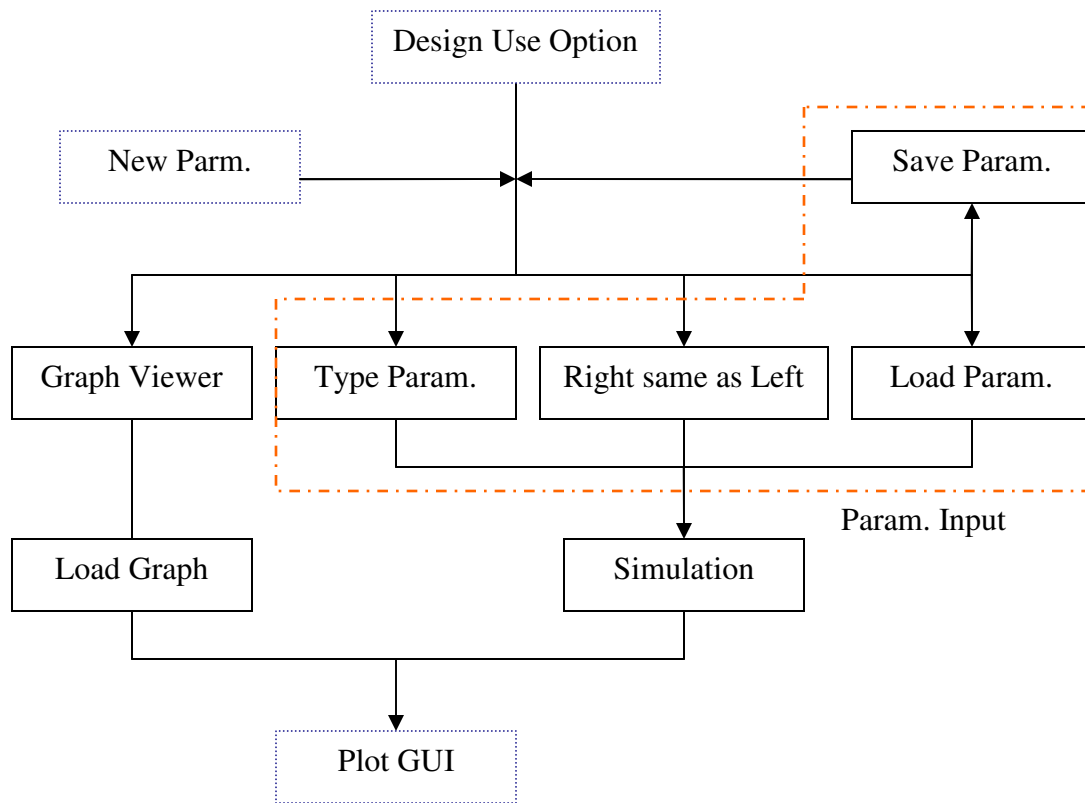 Design Use Option
New Parm.
Save Param.
Graph Viewer
Type Param.
Right same as Left
Load Param.
Param. Input
Load Graph
Simulation
Plot GUI